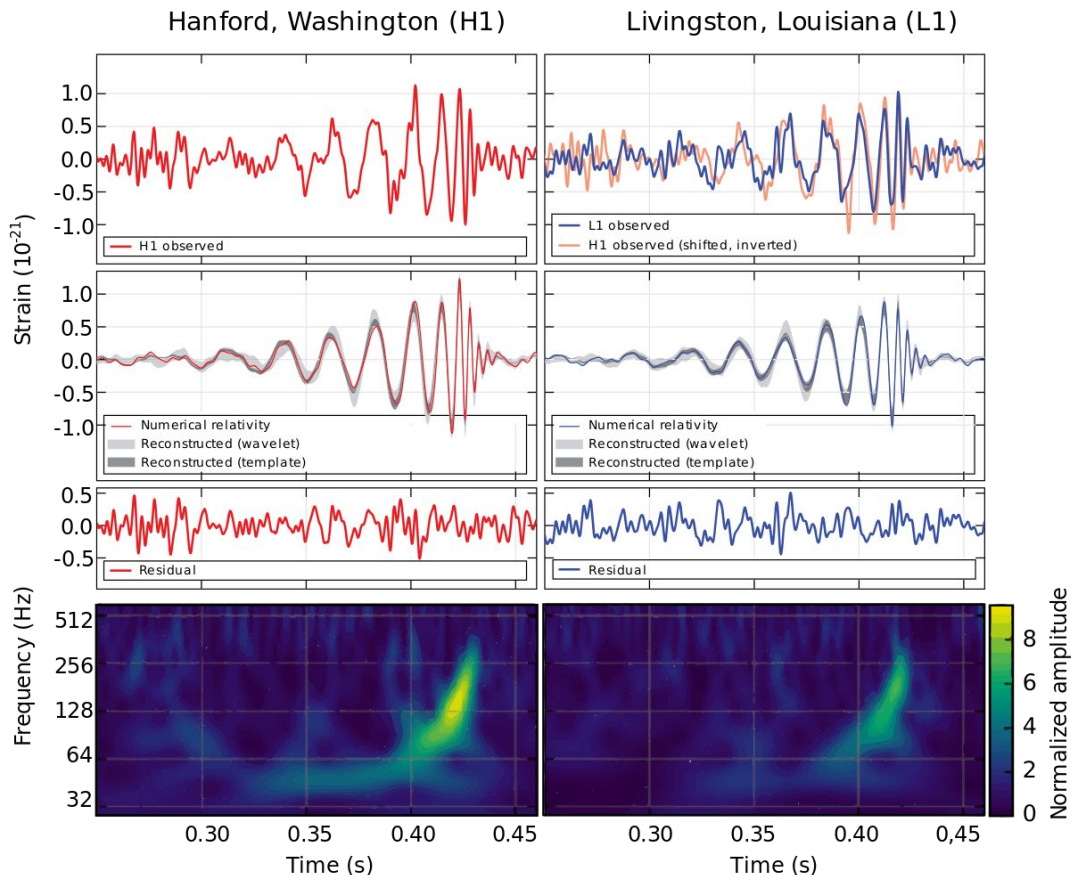 Hanford, Washington (H1)
Livingston, Louisiana (L1)
Strain (10⁻²¹)
1.0
0.5
0.0
-0.5
-1.0
H1 observed
L1 observed
H1 observed (shifted, inverted)
1.0
0.5
0.0
-0.5
-1.0
Numerical relativity
Reconstructed (wavelet)
Reconstructed (template)
Numerical relativity
Reconstructed (wavelet)
Reconstructed (template)
0.5
0.0
-0.5
Residual
Residual
Frequency (Hz)
512
256
128
64
32
0.30 0.35 0.40 0.45
Time (s)
0.30 0.35 0.40 0,45
Time (s)
8
6
4
2
0
Normalized amplitude